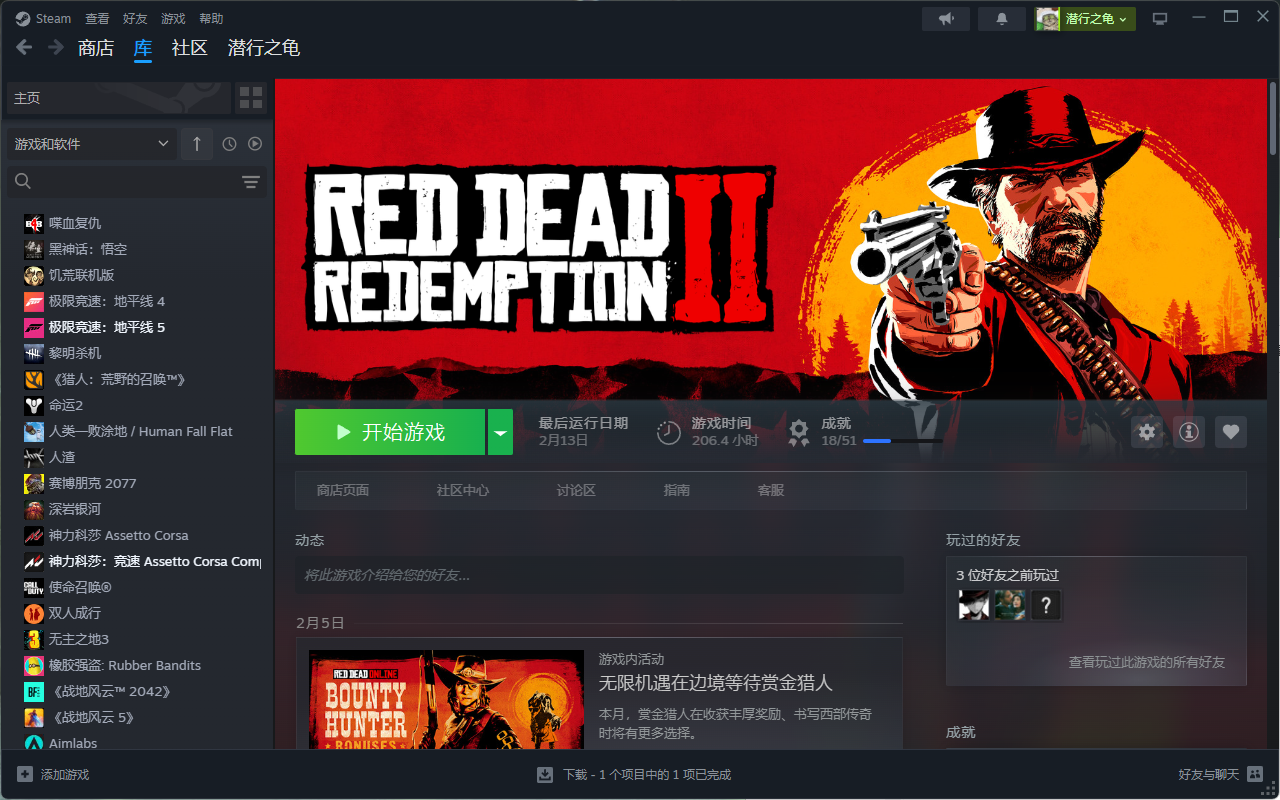 Steam 查看 好友 游戏 帮助
潜行之龟
商店 库 社区 潜行之龟
主页
游戏和软件
喋血复仇
黑神话：悟空
饥荒联机版
极限竞速：地平线 4
极限竞速：地平线 5
黎明杀机
《猎人：荒野的召唤™》
命运2
人类一败涂地 / Human Fall Flat
人渣
赛博朋克 2077
深岩银河
神力科莎 Assetto Corsa
神力科莎：竞速 Assetto Corsa Comp
使命召唤®
双人成行
无主之地3
橡胶强盗: Rubber Bandits
《战地风云™ 2042》
《战地风云 5》
Aimlabs
RED DEAD
REDEMPTION
II
开始游戏
最后运行日期
2月13日
游戏时间
206.4 小时
成就
18/51
商店页面 社区中心 讨论区 指南 客服
动态
将此游戏介绍给您的好友...
2月5日
RED DEAD ONLINE
BOUNTY
HUNTER
BONUSES
游戏内活动
无限机遇在边境等待赏金猎人
本月，赏金猎人在收获丰厚奖励、书写西部传奇
时将有更多选择。
玩过的好友
3 位好友之前玩过
?
查看玩过此游戏的所有好友
成就
添加游戏
下载 - 1 个项目中的 1 项已完成
好友与聊天